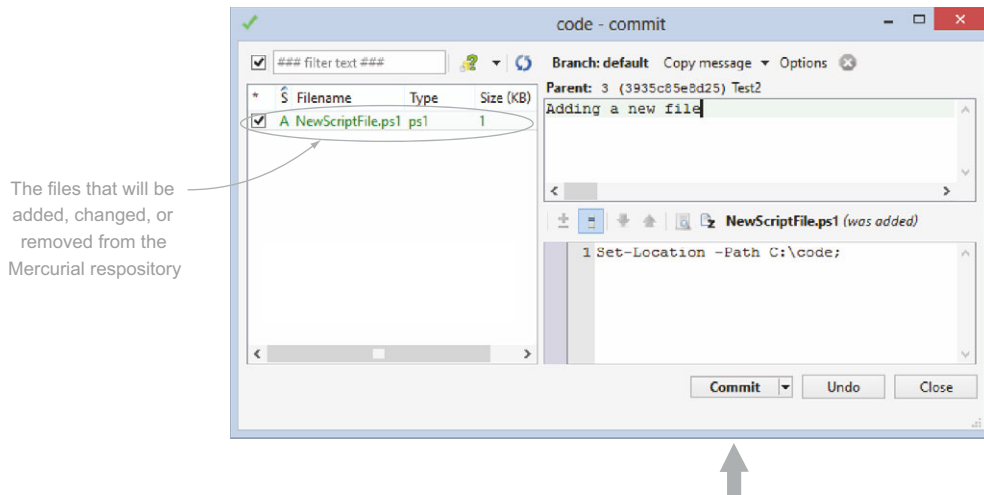 code - commit
### filter text ###
Branch: default Copy message Options
Parent: 3 (3935c85e8d25) Test2
* S Filename Type Size (KB)
A NewScriptFile.ps1 ps1 1
Adding a new file
The files that will be
added, changed, or
removed from the
Mercurial respository
NewScriptFile.ps1 (was added)
1 Set-Location -Path C:\code;
Commit Undo Close